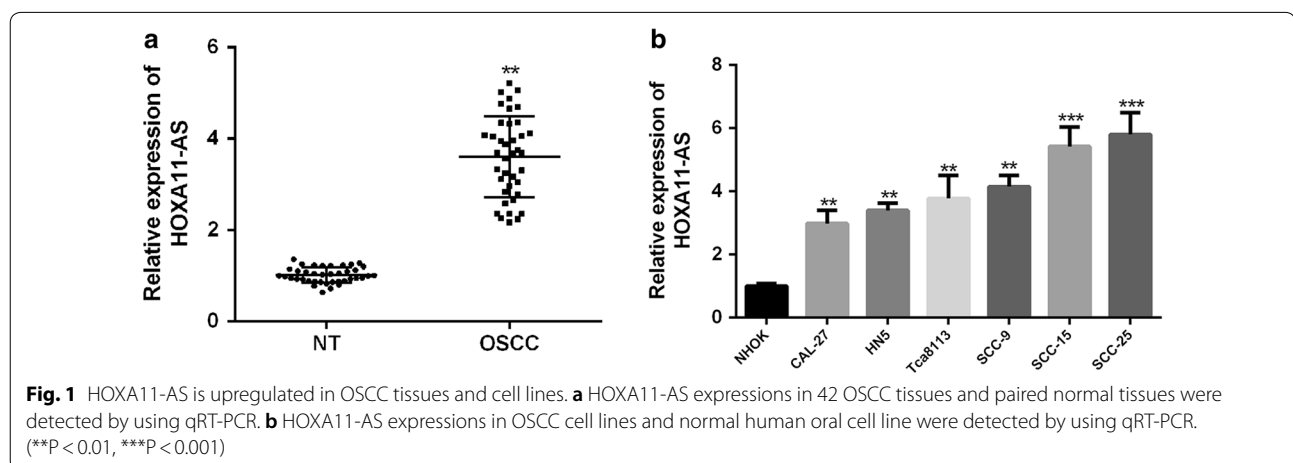 a
Relative expression of
HOXA11-AS
6
4
2
0
**
NT
OSCC
b
Relative expression of
HOXA11-AS
8
6
4
2
0
**
**
**
**
***
***
NHOK
CAL-27
HN5
Tca8113
SCC-9
SCC-15
SCC-25
Fig. 1 HOXA11-AS is upregulated in OSCC tissues and cell lines. a HOXA11-AS expressions in 42 OSCC tissues and paired normal tissues were
detected by using qRT-PCR. b HOXA11-AS expressions in OSCC cell lines and normal human oral cell line were detected by using qRT-PCR.
(**P < 0.01, ***P < 0.001)